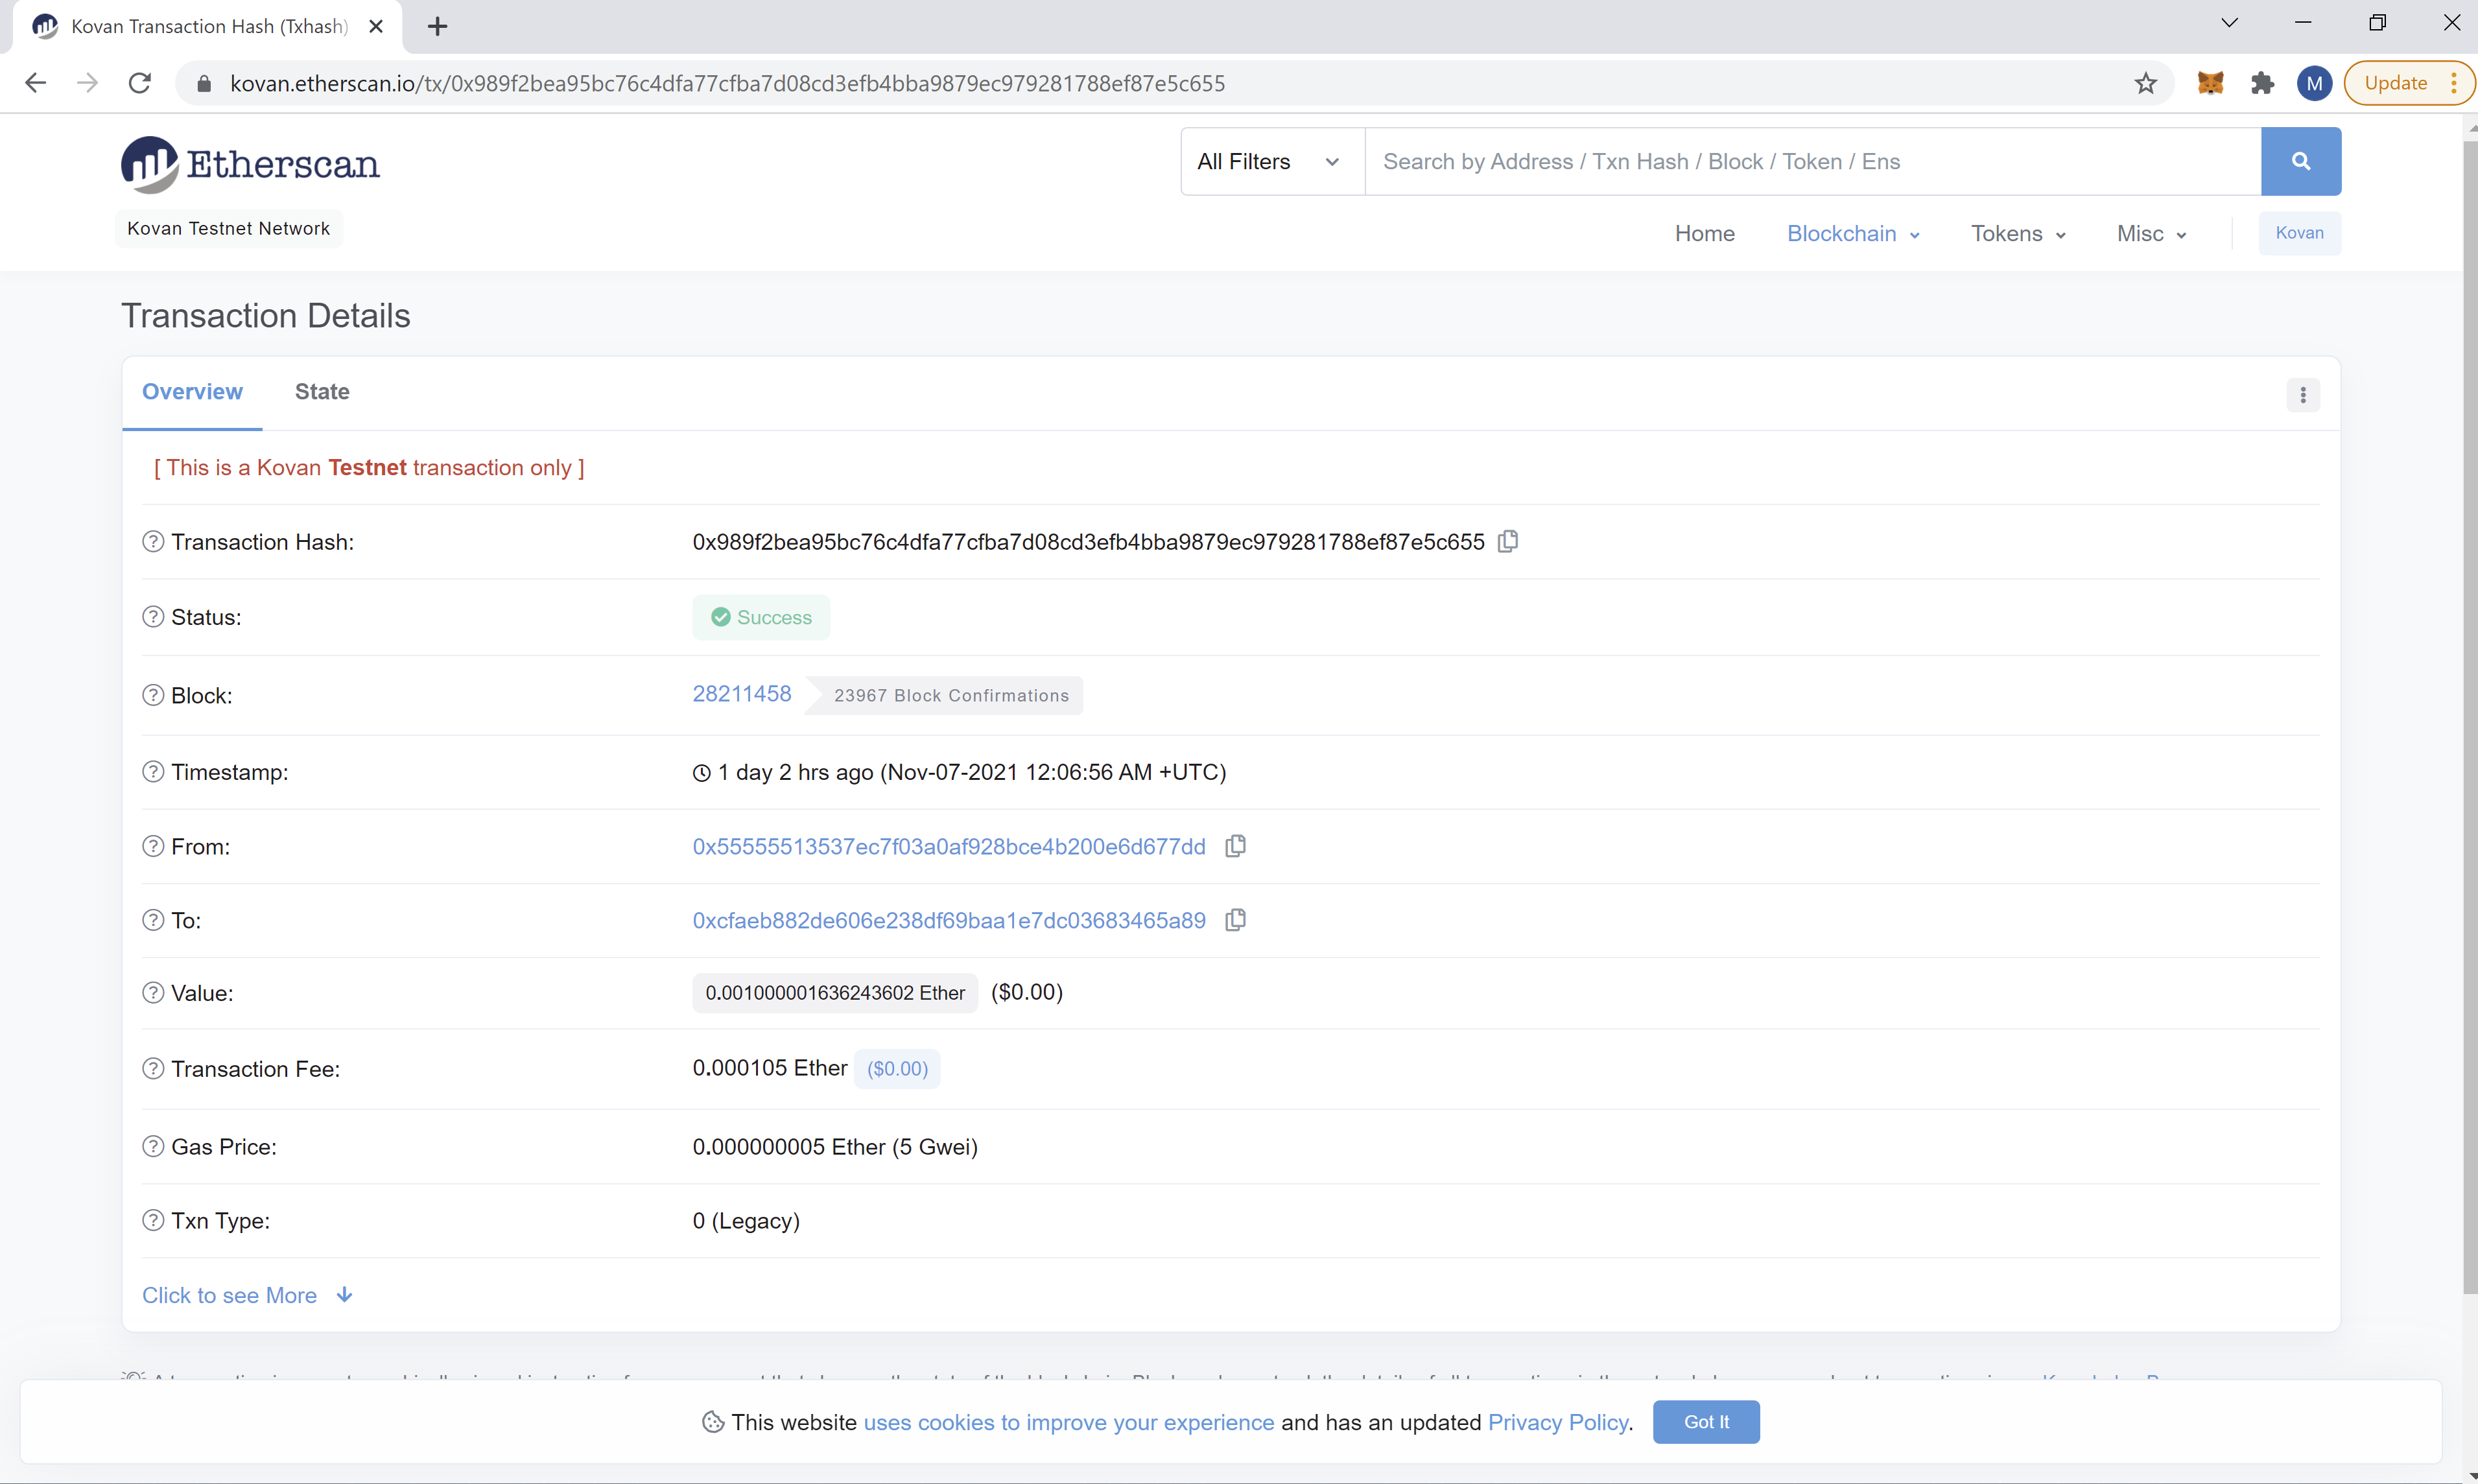 Kovan Transaction Hash (Txhash)
kovan.etherscan.io/tx/0x989f2bea95bc76c4dfa77cfba7d08cd3efb4bba9879ec979281788ef87e5c655
M
Update
Etherscan
All Filters
Search by Address / Txn Hash / Block / Token / Ens
Kovan Testnet Network
Home Blockchain Tokens Misc Kovan
Transaction Details
Overview State
[ This is a Kovan Testnet transaction only ]
Transaction Hash: 0x989f2bea95bc76c4dfa77cfba7d08cd3efb4bba9879ec979281788ef87e5c655
Status: Success
Block: 28211458 23967 Block Confirmations
Timestamp: 1 day 2 hrs ago (Nov-07-2021 12:06:56 AM +UTC)
From: 0x55555513537ec7f03a0af928bce4b200e6d677dd
To: 0xcfaeb882de606e238df69baa1e7dc03683465a89
Value: 0.001000001636243602 Ether ($0.00)
Transaction Fee: 0.000105 Ether ($0.00)
Gas Price: 0.000000005 Ether (5 Gwei)
Txn Type: 0 (Legacy)
Click to see More
This website uses cookies to improve your experience and has an updated Privacy Policy. Got It